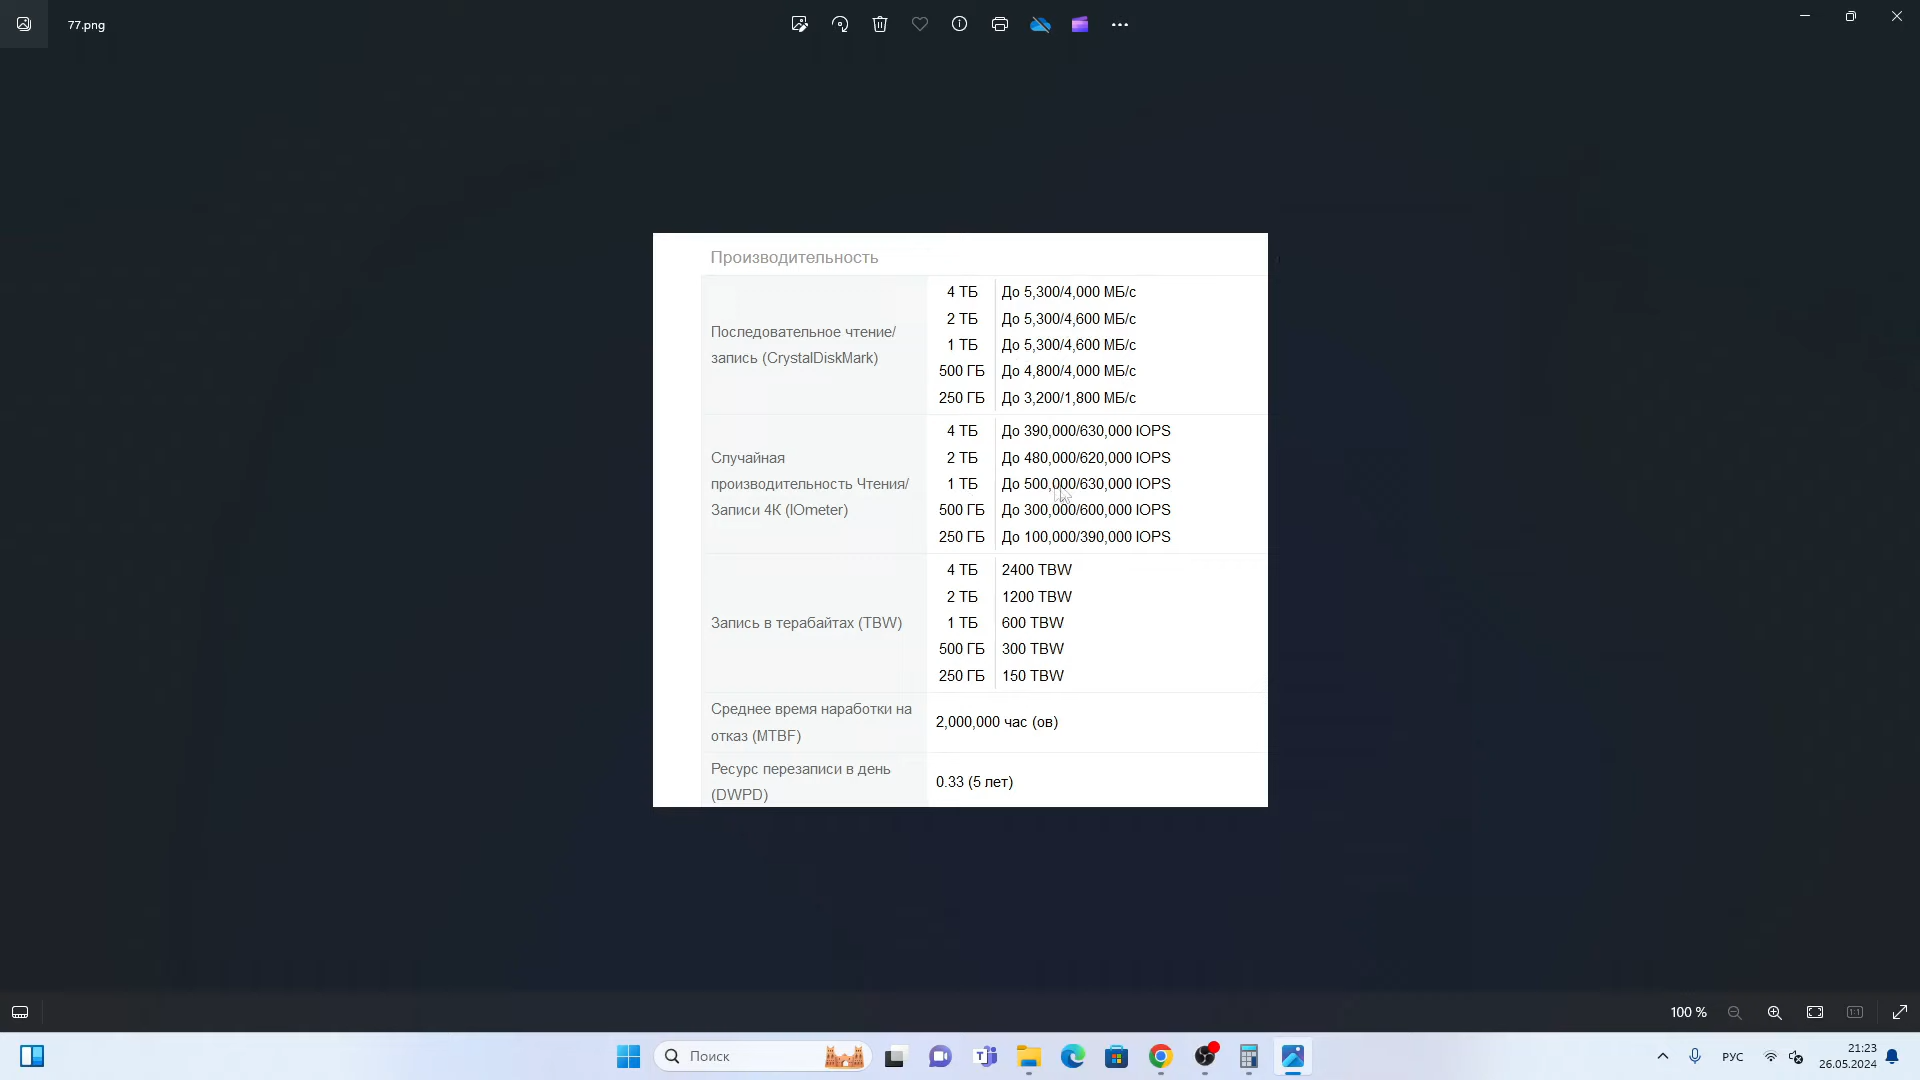 77.png
Производительность
Последовательное чтение/
запись (CrystalDiskMark)
4 ТБ До 5,300/4,000 МБ/с
2 ТБ До 5,300/4,600 МБ/с
1 ТБ До 5,300/4,600 МБ/с
500 ГБ До 4,800/4,000 МБ/с
250 ГБ До 3,200/1,800 МБ/с
Случайная
производительность Чтения/
Записи 4К (IOmeter)
4 ТБ До 390,000/630,000 IOPS
2 ТБ До 480,000/620,000 IOPS
1 ТБ До 500,000/630,000 IOPS
500 ГБ До 300,000/600,000 IOPS
250 ГБ До 100,000/390,000 IOPS
Запись в терабайтах (TBW)
4 ТБ 2400 TBW
2 ТБ 1200 TBW
1 ТБ 600 TBW
500 ГБ 300 TBW
250 ГБ 150 TBW
Среднее время наработки на
отказ (MTBF)
2,000,000 час (ов)
Ресурс перезаписи в день
(DWPD)
0.33 (5 лет)
100 %
1:1
Поиск
РУС
21:23
26.05.2024